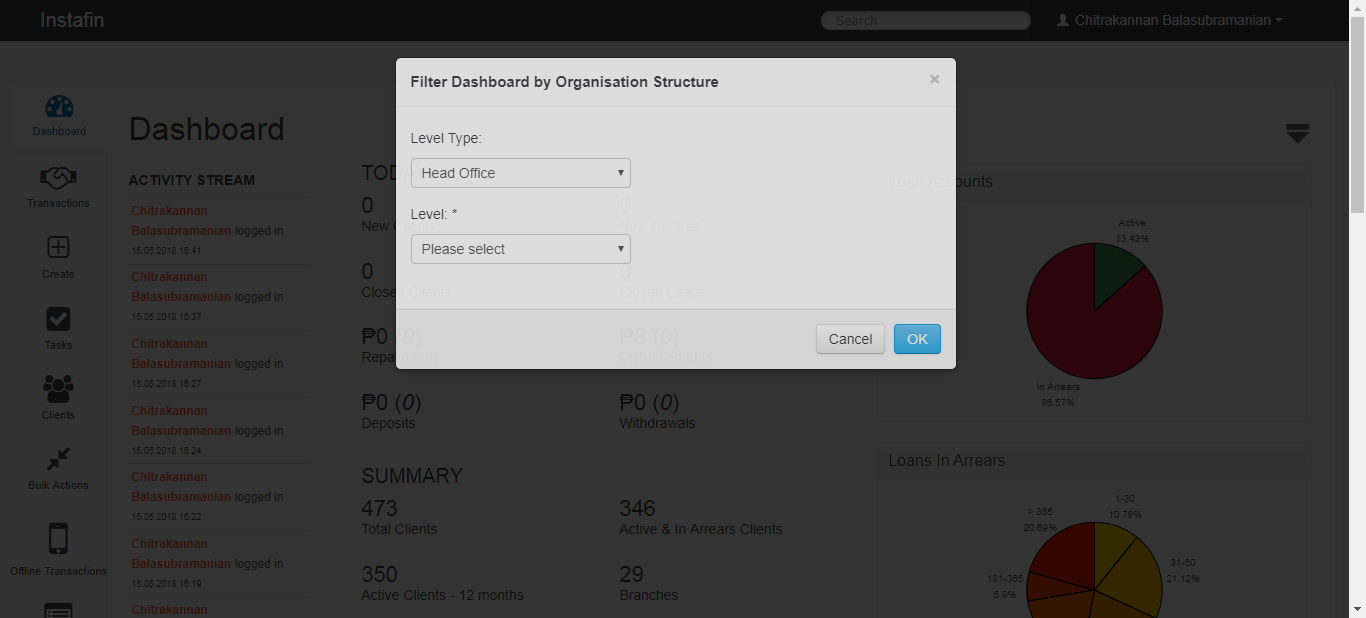 Instafin
Search
Chitrakannan Balasubramanian
Filter Dashboard by Organisation Structure
×
Level Type:
Head Office
Level: *
Please select
Cancel
OK
Dashboard
Transactions
Create
Tasks
Clients
Bulk Actions
Offline Transactions
Dashboard
ACTIVITY STREAM
Chitrakannan
Balasubramanian logged in
15.05.2018 16:41
Chitrakannan
Balasubramanian logged in
15.05.2018 16:37
Chitrakannan
Balasubramanian logged in
15.05.2018 16:27
Chitrakannan
Balasubramanian logged in
15.05.2018 16:24
Chitrakannan
Balasubramanian logged in
15.05.2018 16:22
Chitrakannan
Balasubramanian logged in
15.05.2018 16:19
Chitrakannan
0 0
New Clients New Centres
0 0
Closed Clients Closed Loans
₱0 (0) ₱0 (0)
Repayments Disbursements
₱0 (0) ₱0 (0)
Deposits Withdrawals
SUMMARY
473 346
Total Clients Active & In Arrears Clients
350 29
Active Clients - 12 months Branches
Loan Accounts
Active
13.43%
In Arrears
86.57%
Loans In Arrears
1-30
10.78%
> 365
20.69%
31-60
21.12%
181-365
6.9%